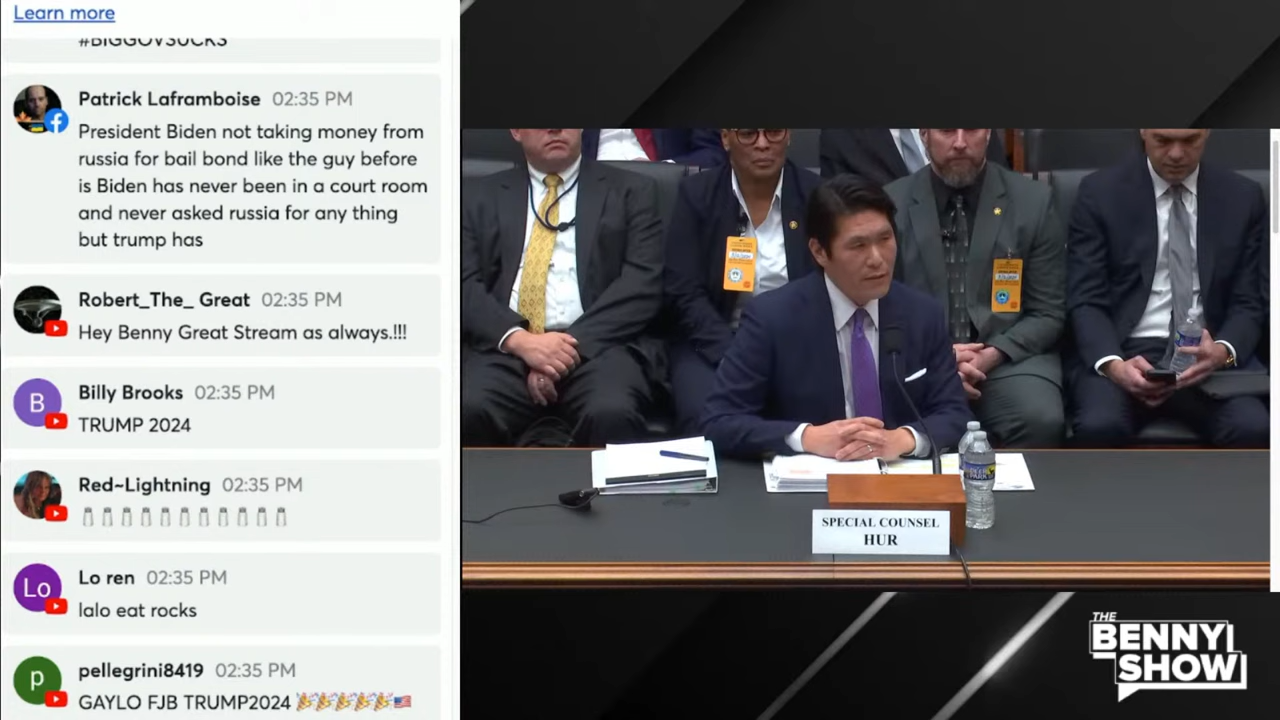 Learn more
#BIGGOVSUCKS
Patrick Laframboise 02:35 PM
President Biden not taking money from
russia for bail bond like the guy before
is Biden has never been in a court room
and never asked russia for any thing
but trump has
Robert_The_ Great 02:35 PM
Hey Benny Great Stream as always.!!!
B
Billy Brooks 02:35 PM
TRUMP 2024
Red~Lightning 02:35 PM
Lo
Lo ren 02:35 PM
lalo eat rocks
p
pellegrini8419 02:35 PM
GAYLO FJB TRUMP2024 🎉🎉🎉🎉🎉🇺🇸
SPECIAL COUNSEL
HUR
THE
BENNY
SHOW